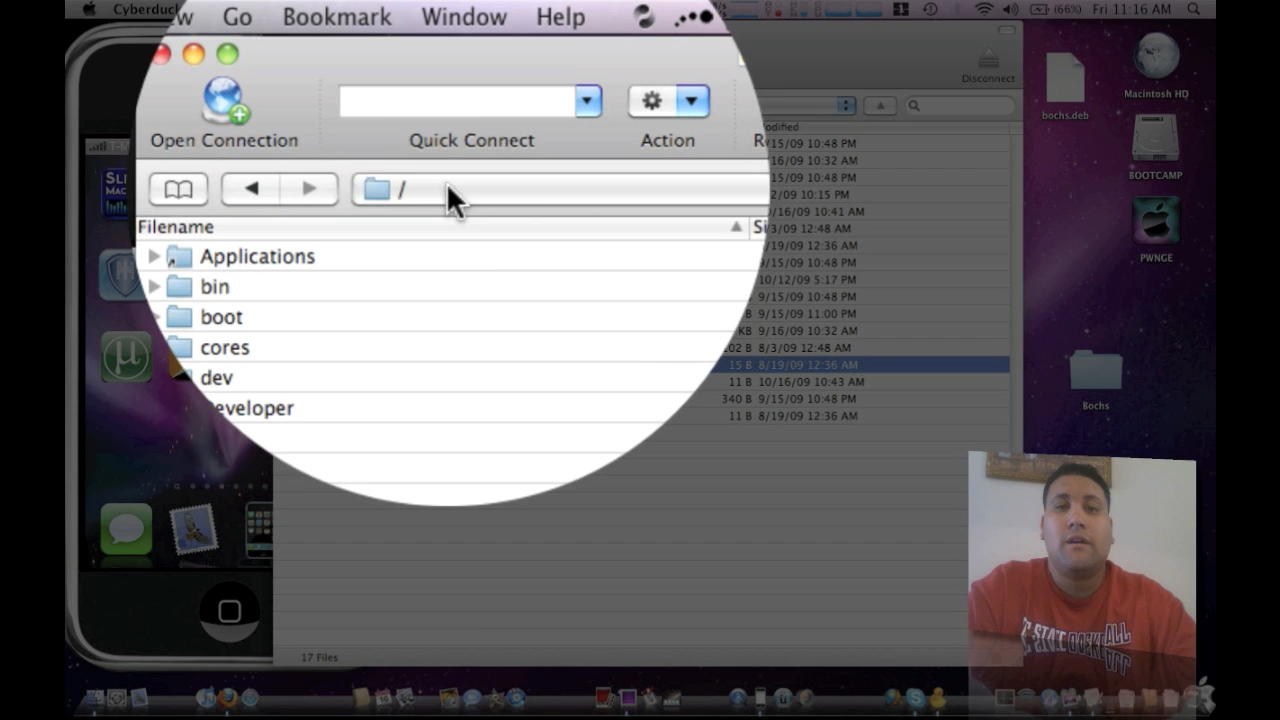 Cyberduck
w Go Bookmark Window Help
(66%) Fri 11:16 AM
Open Connection
Quick Connect
Action
Disconnect
/
Filename
Applications
bin
boot
cores
dev
eveloper
odified
/15/09 10:48 PM
/16/09 10:32 AM
/15/09 10:48 PM
/2/09 10:15 PM
/16/09 10:41 AM
/3/09 12:48 AM
/19/09 12:36 AM
9/15/09 10:48 PM
10/12/09 5:17 PM
9/15/09 10:48 PM
B 9/15/09 11:00 PM
KB 9/16/09 10:32 AM
02 B 8/3/09 12:48 AM
15 B 8/19/09 12:36 AM
11 B 10/16/09 10:43 AM
340 B 9/15/09 10:48 PM
11 B 8/19/09 12:36 AM
17 Files
bochs.deb
Macintosh HD
BOOTCAMP
PWNGE
Bochs